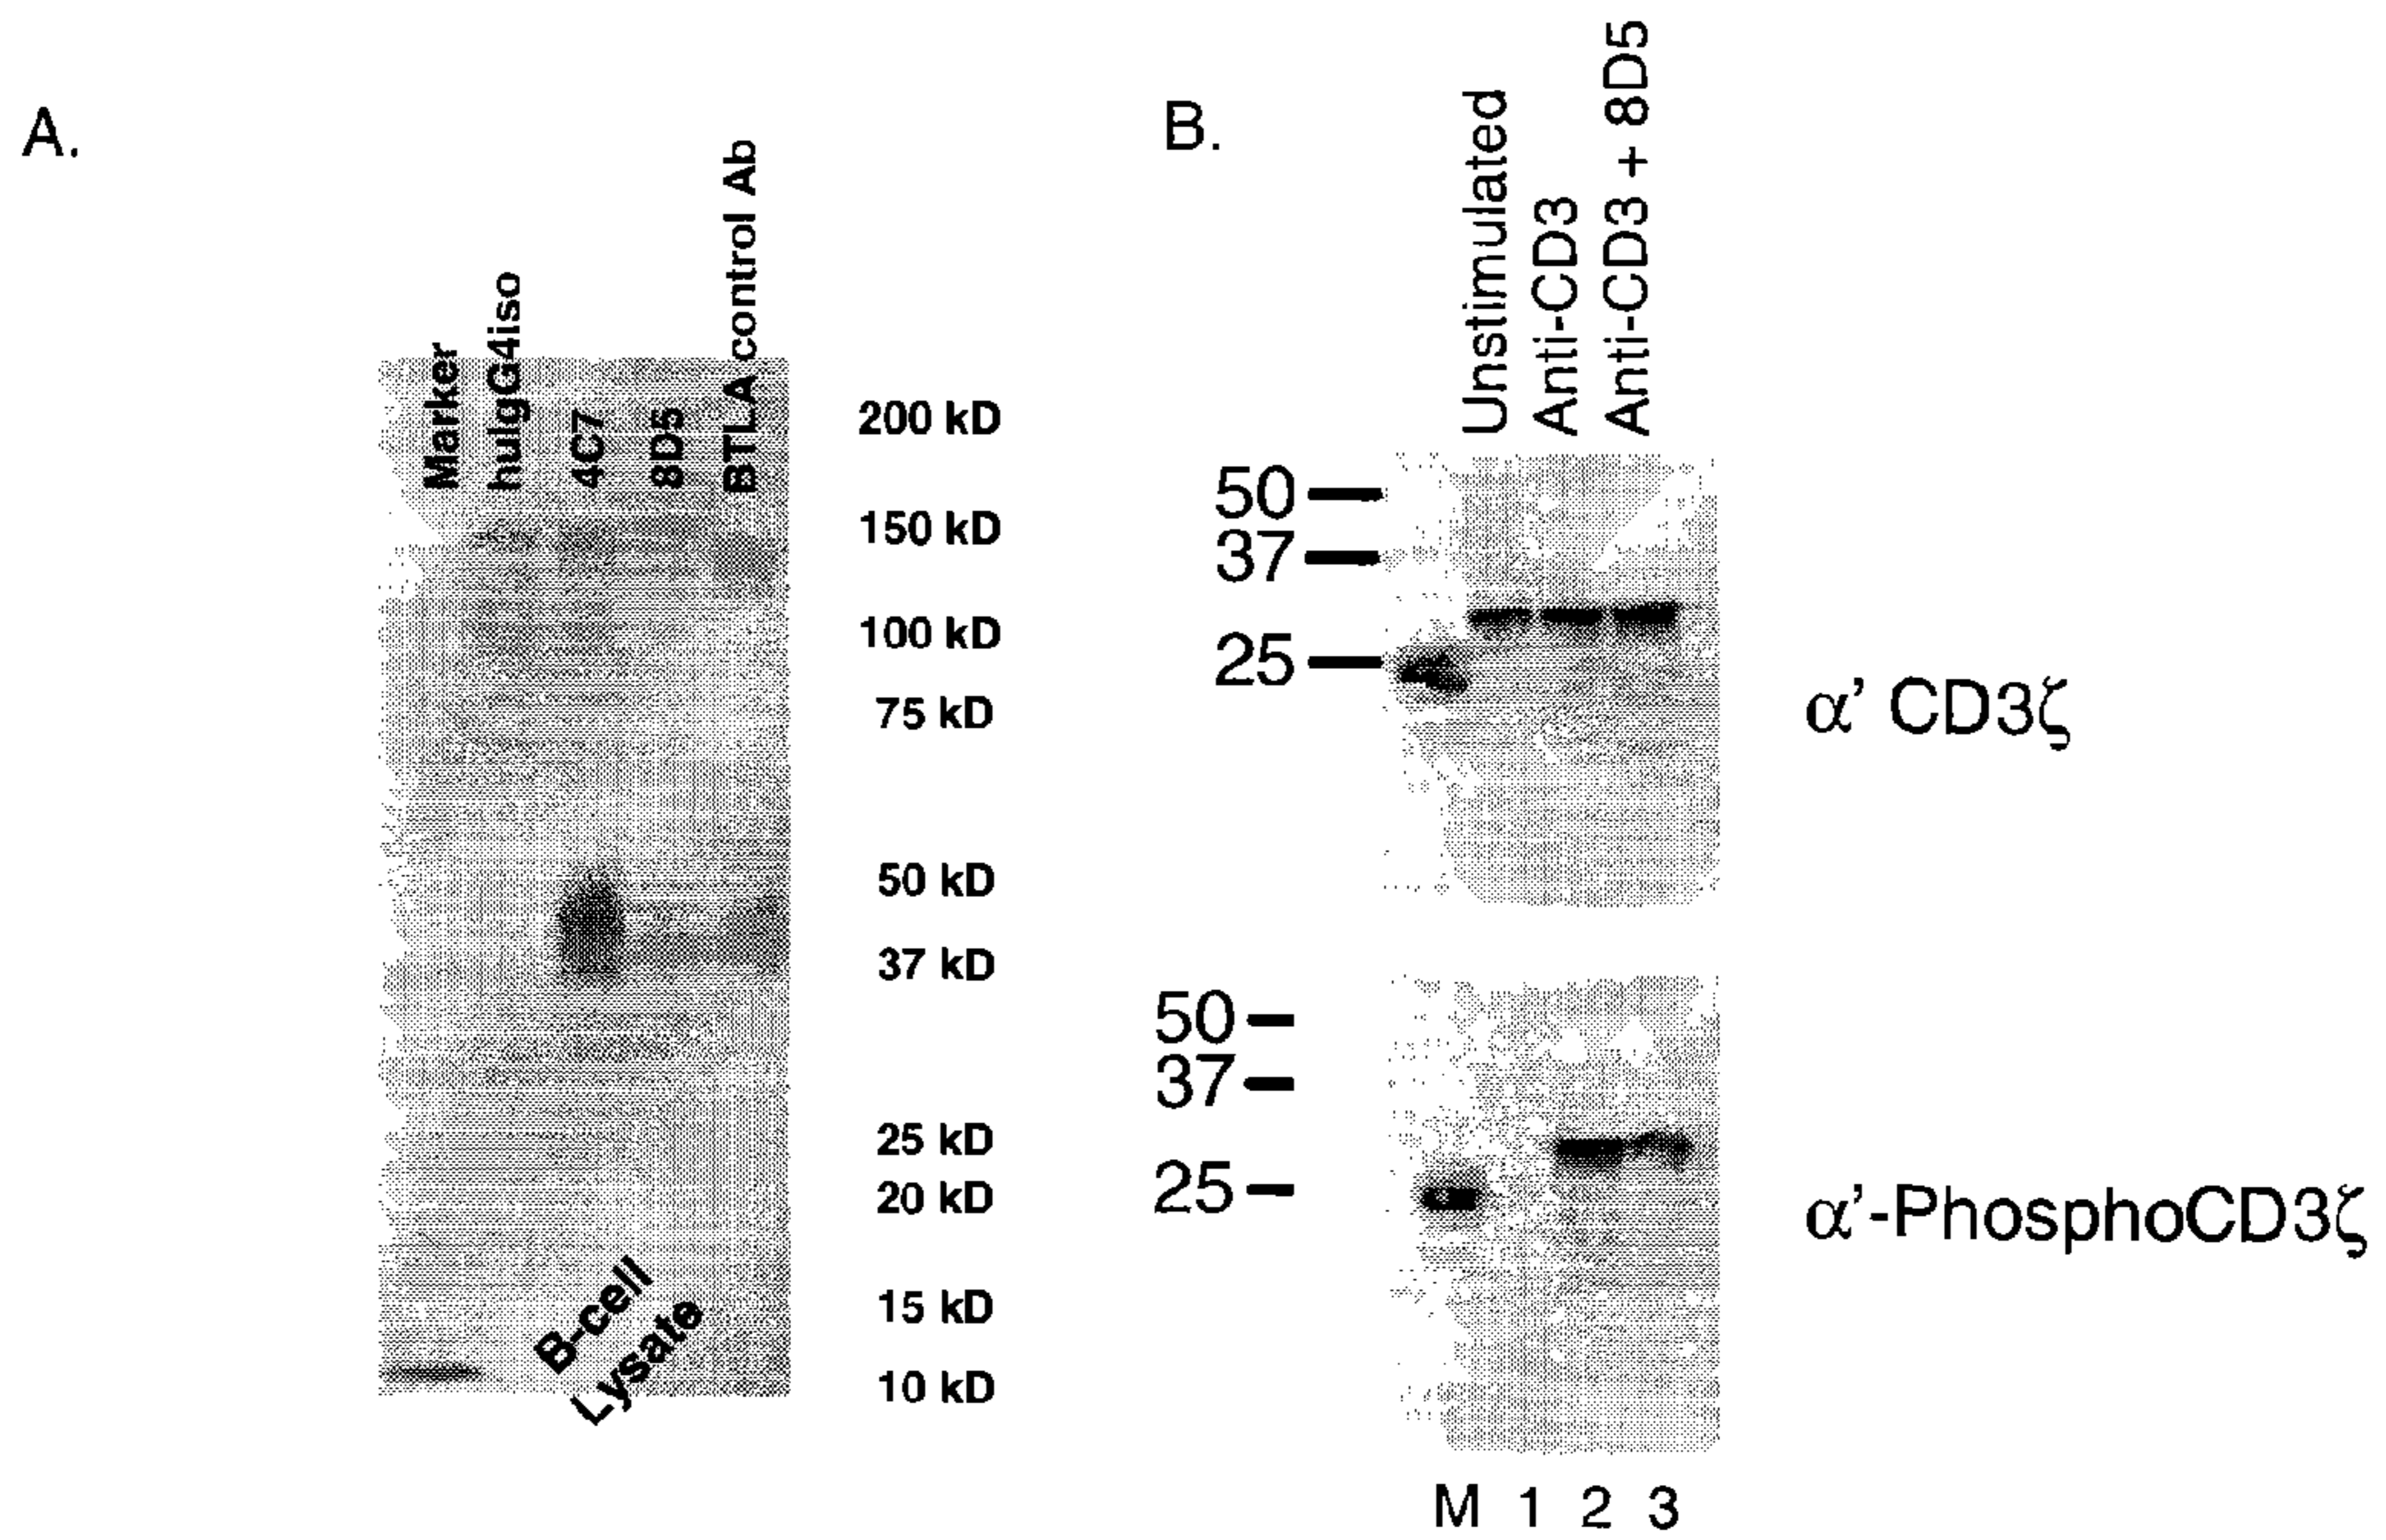 A.
Marker
huIgG4iso
4C7
8D5
BTLA control Ab
200 kD
150 kD
100 kD
75 kD
50 kD
37 kD
25 kD
20 kD
15 kD
10 kD
B-cell
Lysate
B.
Unstimulated
Anti-CD3
Anti-CD3 + 8D5
50
37
25
α’ CD3ζ
50
37
25
α’-PhosphoCD3ζ
M 1 2 3